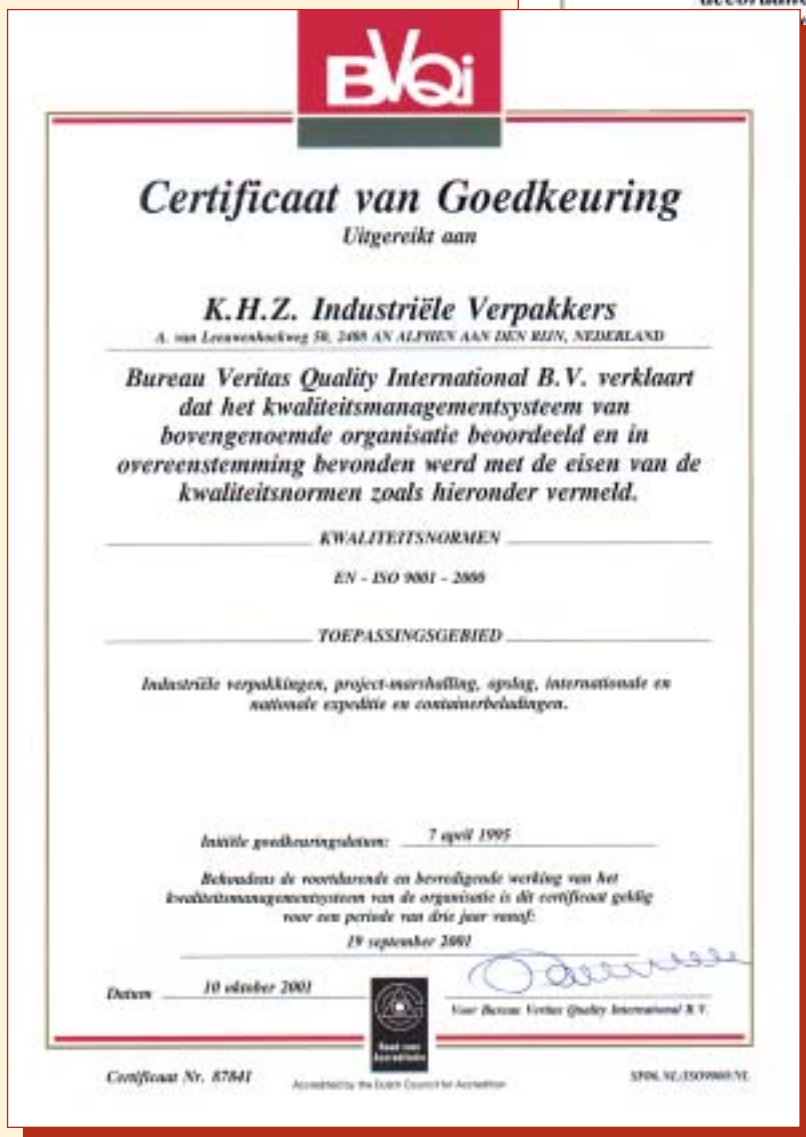 BVQi
Certificaat van Goedkeuring
Uitgereikt aan
K.H.Z. Industriële Verpakkers
A. van Leeuwenhoekweg 50, 2408 AN ALPHEN AAN DEN RIJN, NEDERLAND
Bureau Veritas Quality International B.V. verklaart
dat het kwaliteitsmanagementsysteem van
bovengenoemde organisatie beoordeeld en in
overeenstemming bevonden werd met de eisen van de
kwaliteitsnormen zoals hieronder vermeld.
KWALITEITSNORMEN
EN - ISO 9001 - 2000
TOEPASSINGSGEBIED
Industriële verpakkingen, project-marshalling, opslag, internationale en
nationale expeditie en containerbeladingen.
Initiële goedkeuringsdatum: 7 april 1995
Behoudens de voortdurende en bevredigende werking van het
kwaliteitsmanagementsysteem van de organisatie is dit certificaat geldig
voor een periode van drie jaar vanaf:
19 september 2001
Datum 10 oktober 2001
Voor Bureau Veritas Quality International B.V.
Raad voor
Accreditatie
Certificaat Nr. 87841
Accredited by the Dutch Council for Accredition